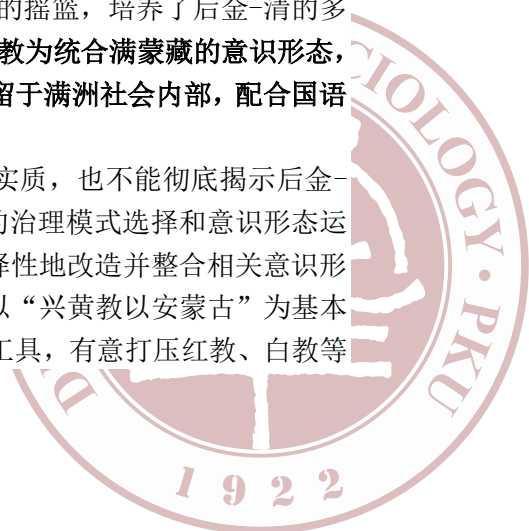 的摇篮，培养了后金-清的多
教为统合满蒙藏的意识形态，
留于满洲社会内部，配合国语
实质，也不能彻底揭示后金-
的治理模式选择和意识形态运
择性地改造并整合相关意识形
以“兴黄教以安蒙古”为基本
工具，有意打压红教、白教等
CIOLOGY · PKU
D
1922